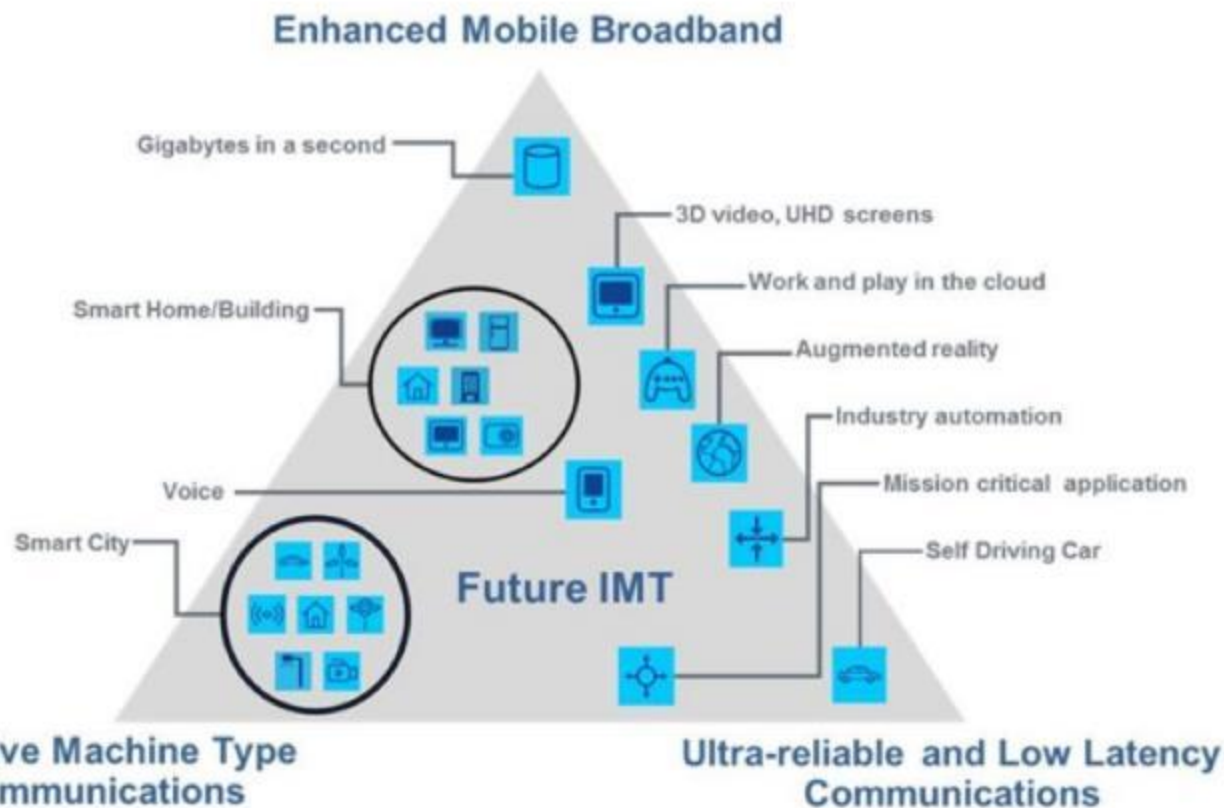 Enhanced Mobile Broadband
Gigabytes in a second
3D video, UHD screens
Work and play in the cloud
Smart Home/Building
Augmented reality
Industry automation
Mission critical application
Voice
Smart City
Self Driving Car
Future IMT
ve Machine Type
mmunications
Ultra-reliable and Low Latency
Communications